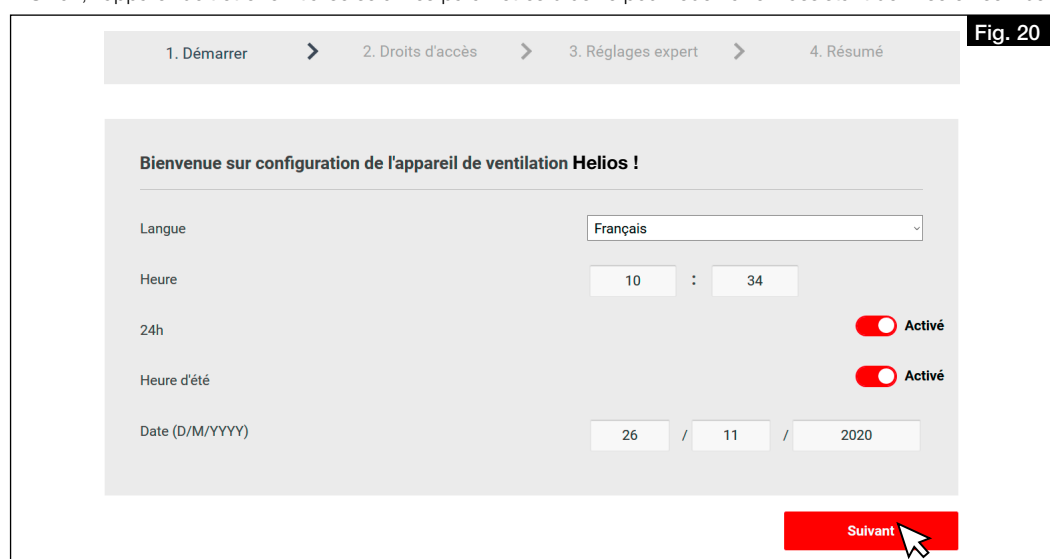 Fig. 20
1. Démarrer > 2. Droits d'accès > 3. Réglages expert > 4. Résumé
Bienvenue sur configuration de l'appareil de ventilation Helios !
Langue Français
Heure 10 : 34
24h Activé
Heure d'été Activé
Date (D/M/YYYY) 26 / 11 / 2020
Suivant